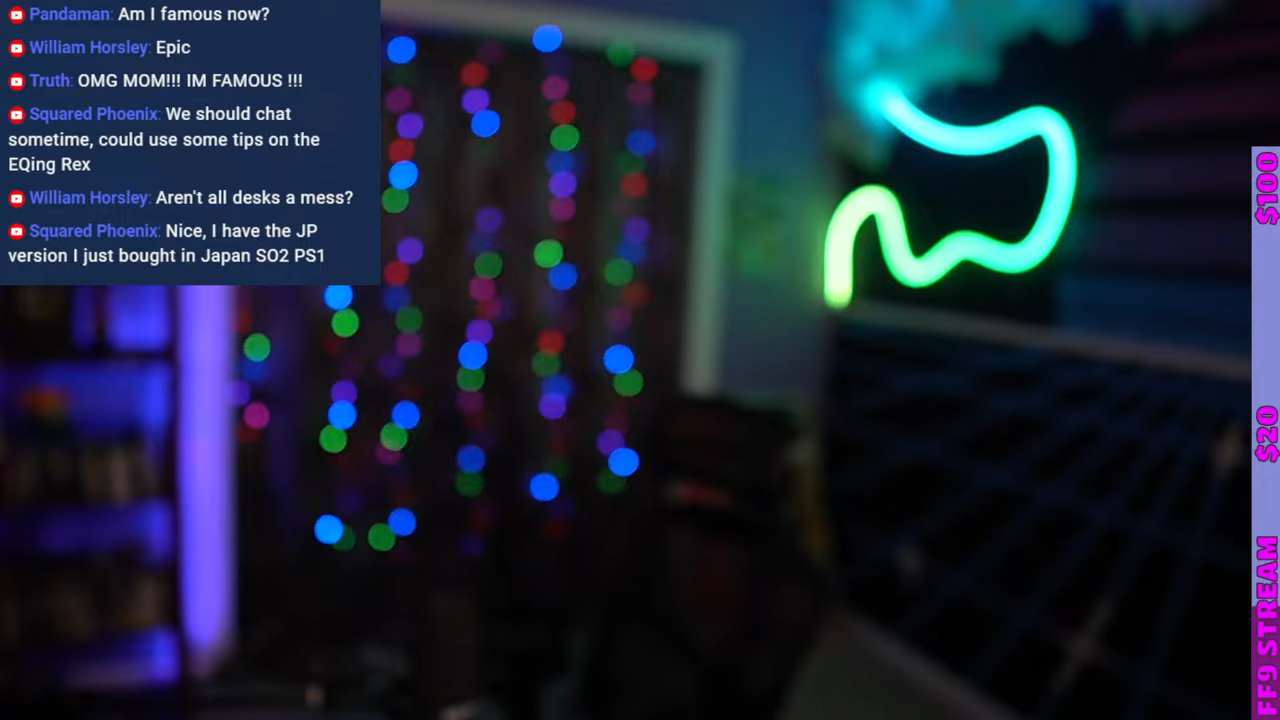 Pandaman: Am I famous now?
William Horsley: Epic
Truth: OMG MOM!!! IM FAMOUS !!!
Squared Phoenix: We should chat
sometime, could use some tips on the
EQing Rex
William Horsley: Aren't all desks a mess?
Squared Phoenix: Nice, I have the JP
version I just bought in Japan SO2 PS1
$100
$20
FF9 STREAM